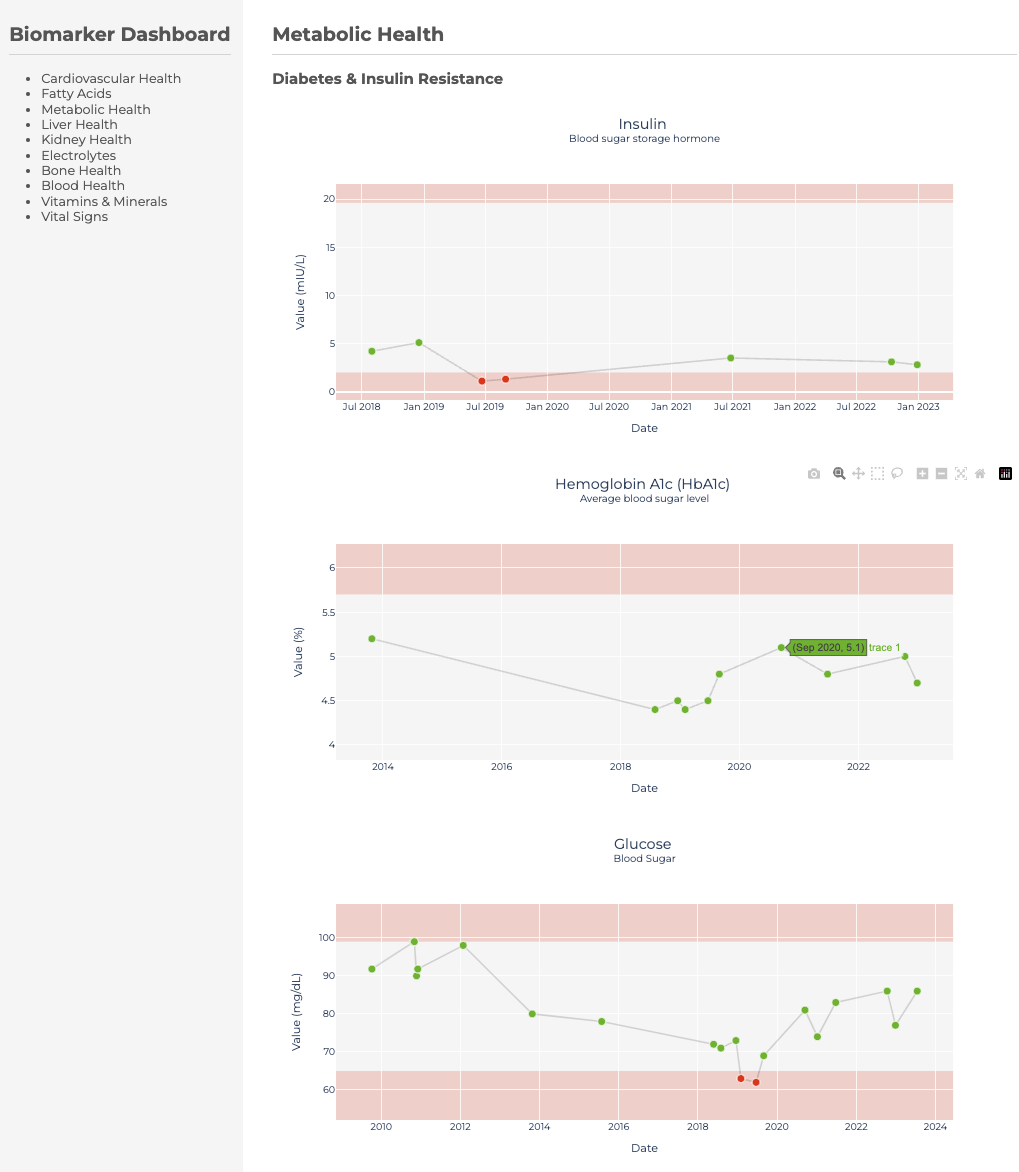 Biomarker Dashboard
Cardiovascular Health
Fatty Acids
Metabolic Health
Liver Health
Kidney Health
Electrolytes
Bone Health
Blood Health
Vitamins & Minerals
Vital Signs
Metabolic Health
Diabetes & Insulin Resistance
Insulin
Blood sugar storage hormone
Value (mIU/L)
20
15
10
5
0
Jul 2018 Jan 2019 Jul 2019 Jan 2020 Jul 2020 Jan 2021 Jul 2021 Jan 2022 Jul 2022 Jan 2023
Date
Hemoglobin A1c (HbA1c)
Average blood sugar level
Value (%)
6
5.5
5
4.5
4
(Sep 2020, 5.1) trace 1
2014 2016 2018 2020 2022
Date
Glucose
Blood Sugar
Value (mg/dL)
100
90
80
70
60
2010 2012 2014 2016 2018 2020 2022 2024
Date